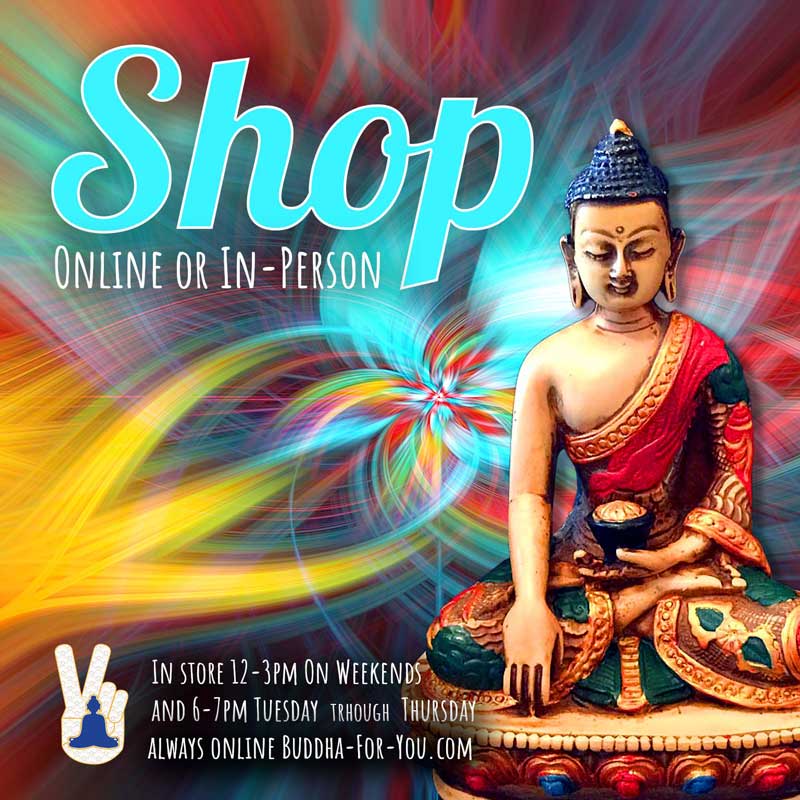 Shop
Online or In-Person
In store 12-3pm On Weekends
and 6-7pm Tuesday trhough Thursday
always online Buddha-For-You.com